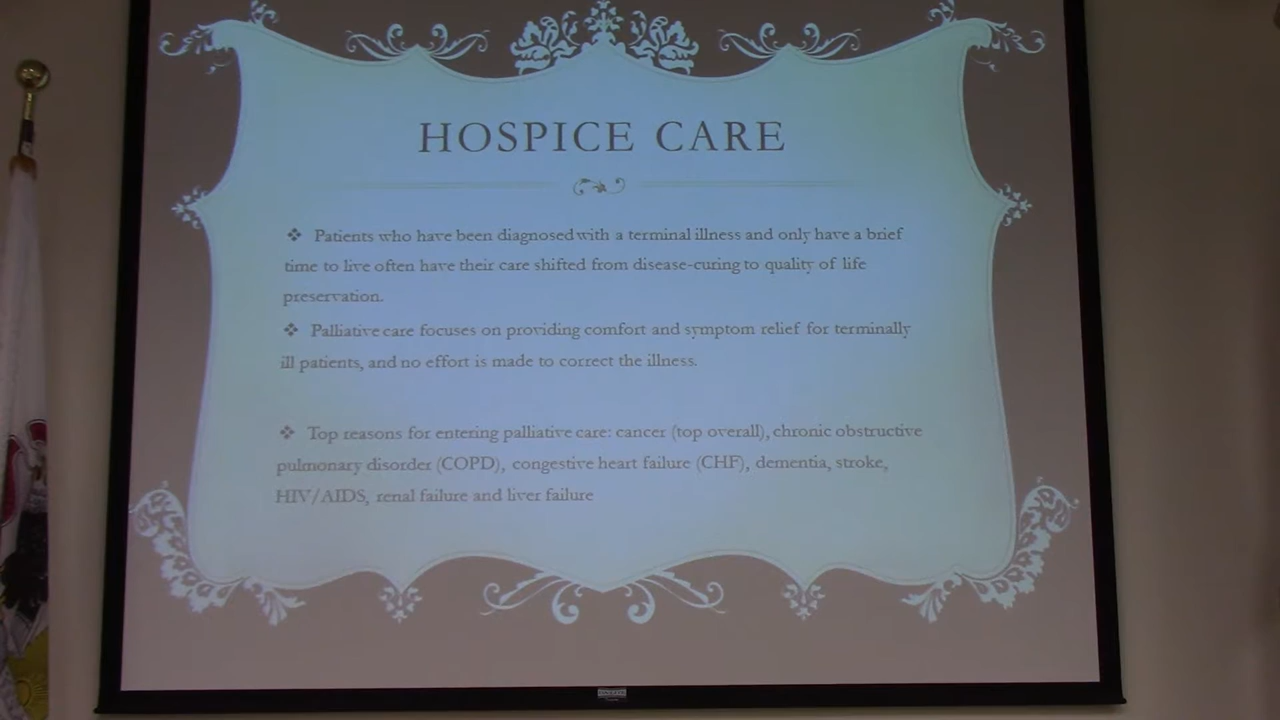 HOSPICE CARE
❖ Patients who have been diagnosed with a terminal illness and only have a brief
time to live often have their care shifted from disease-curing to quality of life
preservation.
❖ Palliative care focuses on providing comfort and symptom relief for terminally
ill patients, and no effort is made to correct the illness.
❖ Top reasons for entering palliative care: cancer (top overall), chronic obstructive
pulmonary disorder (COPD), congestive heart failure (CHF), dementia, stroke,
HIV/AIDS, renal failure and liver failure